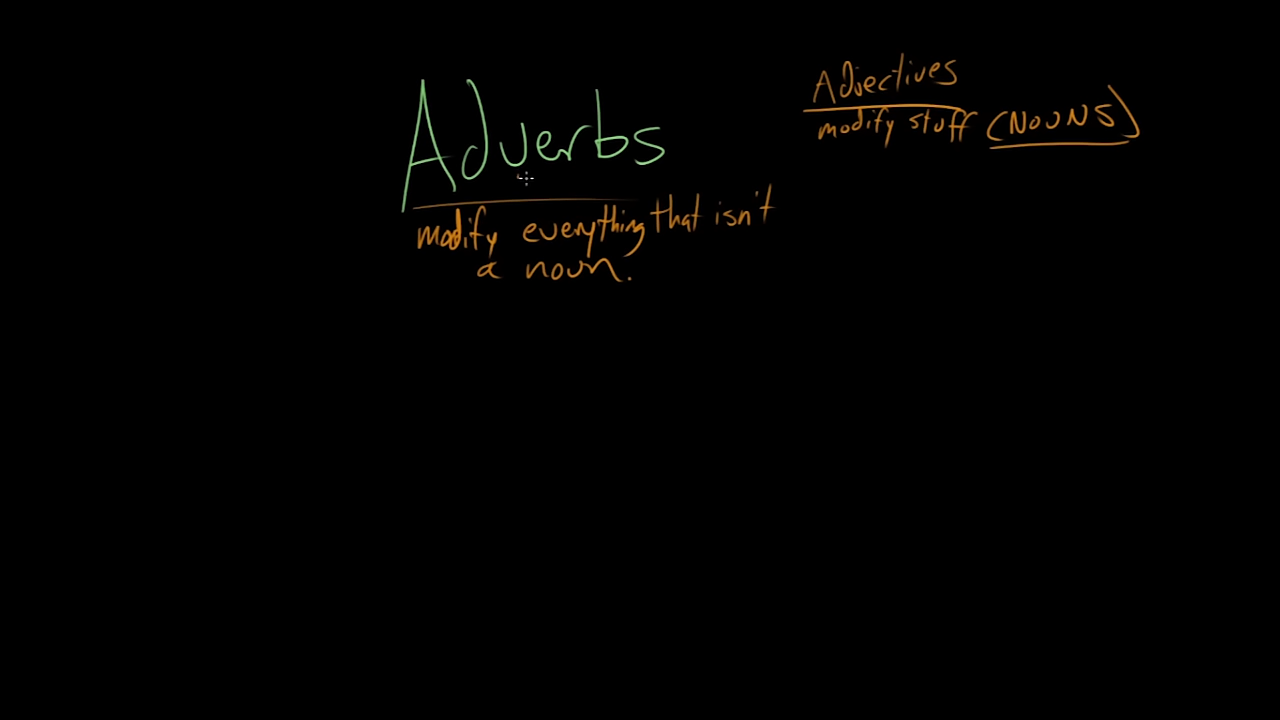 Adverbs
modify everything that isn't
a noun.
Adjectives
modify stuff (NOUNS)